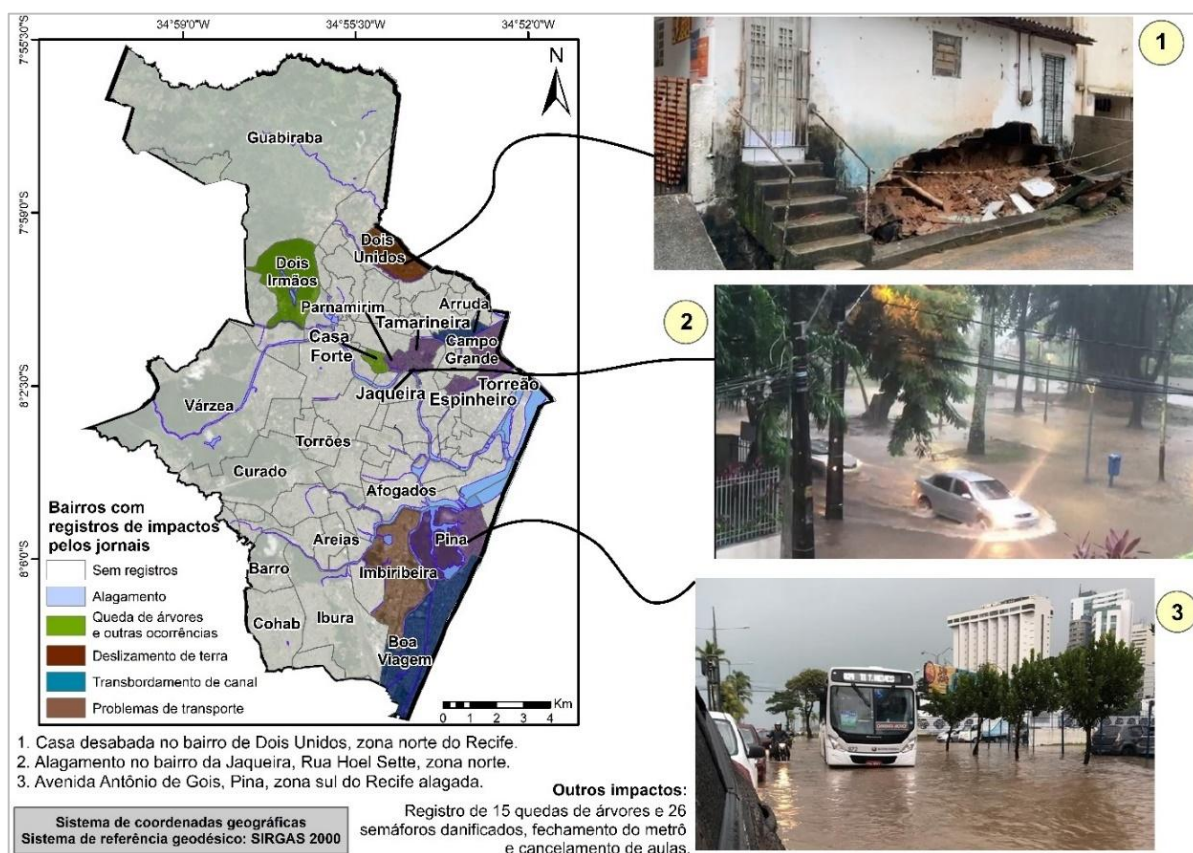 34°59'0"O 34°55'30"O 34°52'0"O
7°55'30"S
7°59'0"S
8°2'30"S
8°6'0"S
N
Guabiraba
Dois
Unidos
Dois
Irmãos
Parnamirim
Arruda
Tamarineira
Casa
Forte
Campo
Grande
Jaqueira
Torreão
Espinheiro
Várzea
Torrões
Curado
Afogados
Areias
Pina
Barro
Imbiribeira
Cohab
Ibura
Boa
Viagem
Bairros com
registros de impactos
pelos jornais
Sem registros
Alagamento
Queda de árvores
e outras ocorrências
Deslizamento de terra
Transbordamento de canal
Problemas de transporte
0 1 2 3 4 Km
1
2
3
1. Casa desabada no bairro de Dois Unidos, zona norte do Recife.
2. Alagamento no bairro da Jaqueira, Rua Hoel Sette, zona norte.
3. Avenida Antônio de Gois, Pina, zona sul do Recife alagada.
Outros impactos:
Registro de 15 quedas de árvores e 26
semáforos danificados, fechamento do metrô
e cancelamento de aulas.
Sistema de coordenadas geográficas
Sistema de referência geodésico: SIRGAS 2000